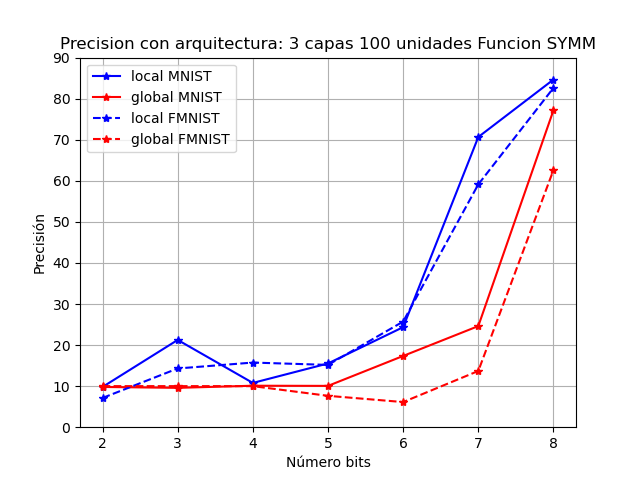 Precision con arquitectura: 3 capas 100 unidades Funcion SYMM
local MNIST
global MNIST
local FMNIST
global FMNIST
90
80
70
60
50
40
30
20
10
0
Precisión
2 3 4 5 6 7 8
Número bits